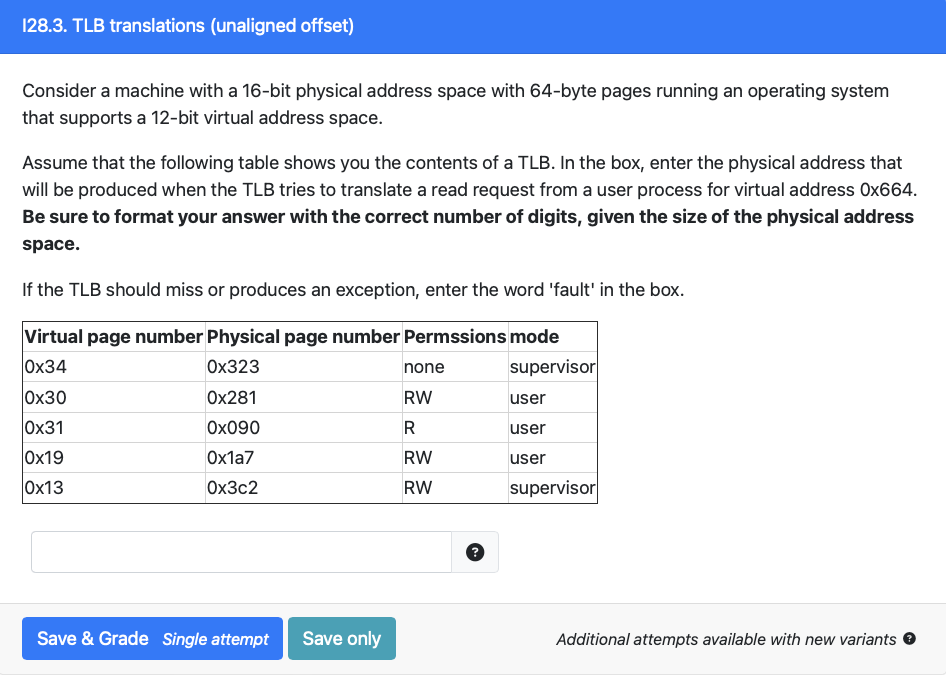 I28.3. TLB translations (unaligned offset)
Consider a machine with a 16-bit physical address space with 64-byte pages running an operating system
that supports a 12-bit virtual address space.
Assume that the following table shows you the contents of a TLB. In the box, enter the physical address that
will be produced when the TLB tries to translate a read request from a user process for virtual address 0x664.
Be sure to format your answer with the correct number of digits, given the size of the physical address
space.
If the TLB should miss or produces an exception, enter the word 'fault' in the box.
Virtual page number Physical page number Permssions mode
0x34 0x323 none supervisor
0x30 0x281 RW user
0x31 0x090 R user
0x19 0x1a7 RW user
0x13 0x3c2 RW supervisor
?
Save & Grade Single attempt Save only Additional attempts available with new variants ?